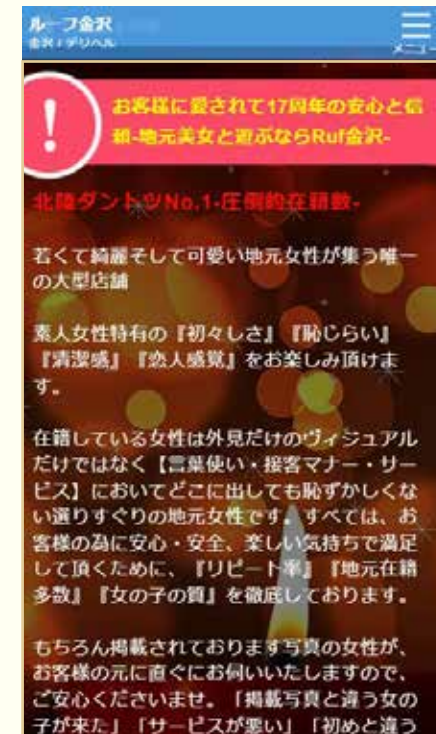 ルーフ金沢
金沢 / デリヘル
メニュー
お客様に愛されて17周年の安心と信
頼-地元美女と遊ぶならRuf金沢-
北陸ダントツNo.1-圧倒的在籍数-
若くて綺麗そして可愛い地元女性が集う唯一
の大型店舗
素人女性特有の『初々しさ』『恥じらい』
『清潔感』『恋人感覚』をお楽しみ頂けま
す。
在籍している女性は外見だけのヴィジュアル
だけではなく【言葉使い・接客マナー・サー
ビス】においてどこに出しても恥ずかしくな
い選りすぐりの地元女性です。すべては、お
客様の為に安心・安全、楽しい気持ちで満足
して頂くために、『リピート率』『地元在籍
多数』『女の子の質』を徹底しております。
もちろん掲載されております写真の女性が、
お客様の元に直ぐにお伺いいたしますので、
ご安心くださいませ。「掲載写真と違う女の
子が来た」「サービスが悪い」「初めと違う